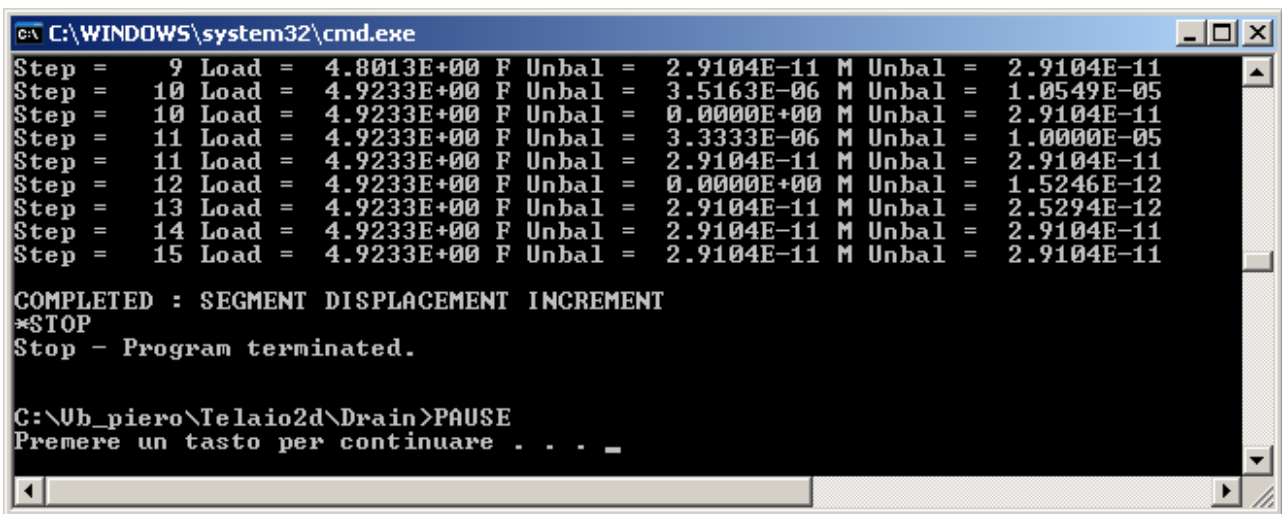 C:\WINDOWS\system32\cmd.exe
Step =     9 Load =  4.8013E+00 F Unbal =  2.9104E-11 M Unbal =  2.9104E-11
Step =    10 Load =  4.9233E+00 F Unbal =  3.5163E-06 M Unbal =  1.0549E-05
Step =    10 Load =  4.9233E+00 F Unbal =  0.0000E+00 M Unbal =  2.9104E-11
Step =    11 Load =  4.9233E+00 F Unbal =  3.3333E-06 M Unbal =  1.0000E-05
Step =    11 Load =  4.9233E+00 F Unbal =  2.9104E-11 M Unbal =  2.9104E-11
Step =    12 Load =  4.9233E+00 F Unbal =  0.0000E+00 M Unbal =  1.5246E-12
Step =    13 Load =  4.9233E+00 F Unbal =  2.9104E-11 M Unbal =  2.5294E-12
Step =    14 Load =  4.9233E+00 F Unbal =  2.9104E-11 M Unbal =  2.9104E-11
Step =    15 Load =  4.9233E+00 F Unbal =  2.9104E-11 M Unbal =  2.9104E-11
COMPLETED : SEGMENT DISPLACEMENT INCREMENT
*STOP
Stop - Program terminated.
C:\Vb_piero\Telaio2d\Drain>PAUSE
Premere un tasto per continuare . . . _